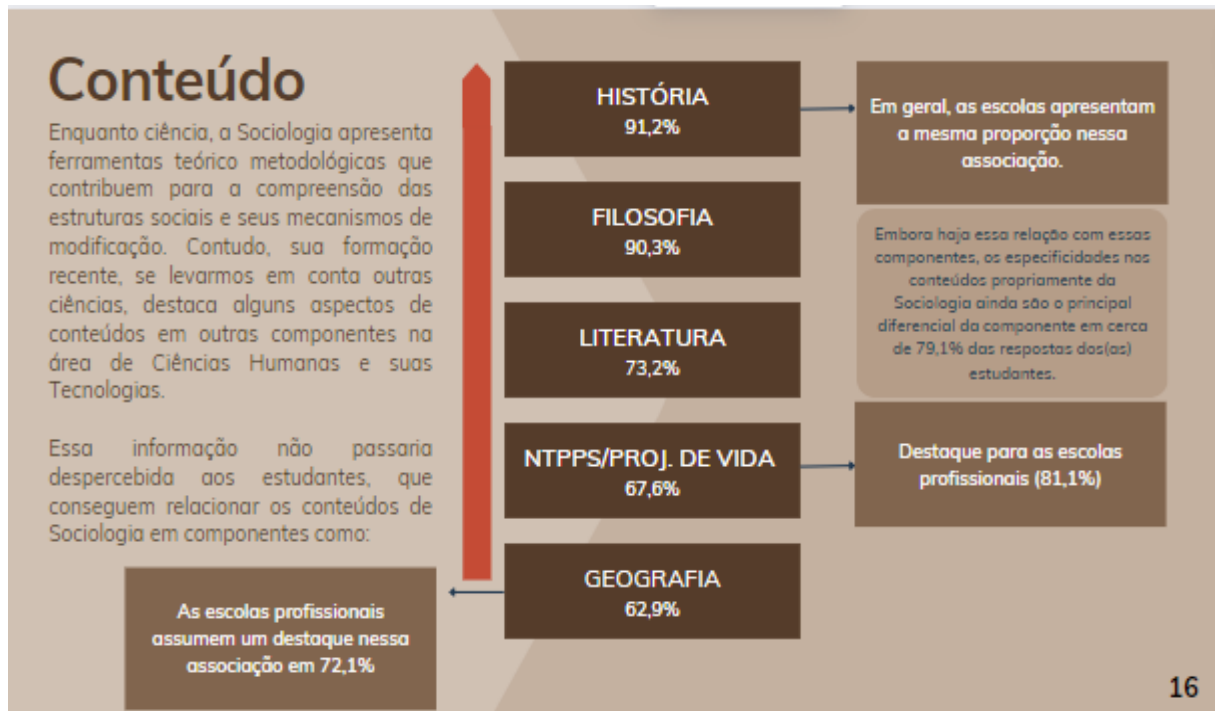 Conteúdo
Enquanto ciência, a Sociologia apresenta
ferramentas teórico metodológicas que
contribuem para a compreensão das
estruturas sociais e seus mecanismos de
modificação. Contudo, sua formação
recente, se levarmos em conta outras
ciências, destaca alguns aspectos de
conteúdos em outras componentes na
área de Ciências Humanas e suas
Tecnologias.
Essa informação não passaria
despercebida aos estudantes, que
conseguem relacionar os conteúdos de
Sociologia em componentes como:
As escolas profissionais
assumem um destaque nessa
associação em 72,1%
HISTÓRIA
91,2%
FILOSOFIA
90,3%
LITERATURA
73,2%
NTPPS/PROJ. DE VIDA
67,6%
GEOGRAFIA
62,9%
Em geral, as escolas apresentam
a mesma proporção nessa
associação.
Embora haja essa relação com essas
componentes, os especificidades nos
conteúdos propriamente da
Sociologia ainda são o principal
diferencial da componente em cerca
de 79,1% das respostas dos(as)
estudantes.
Destaque para as escolas
profissionais (81,1%)
16